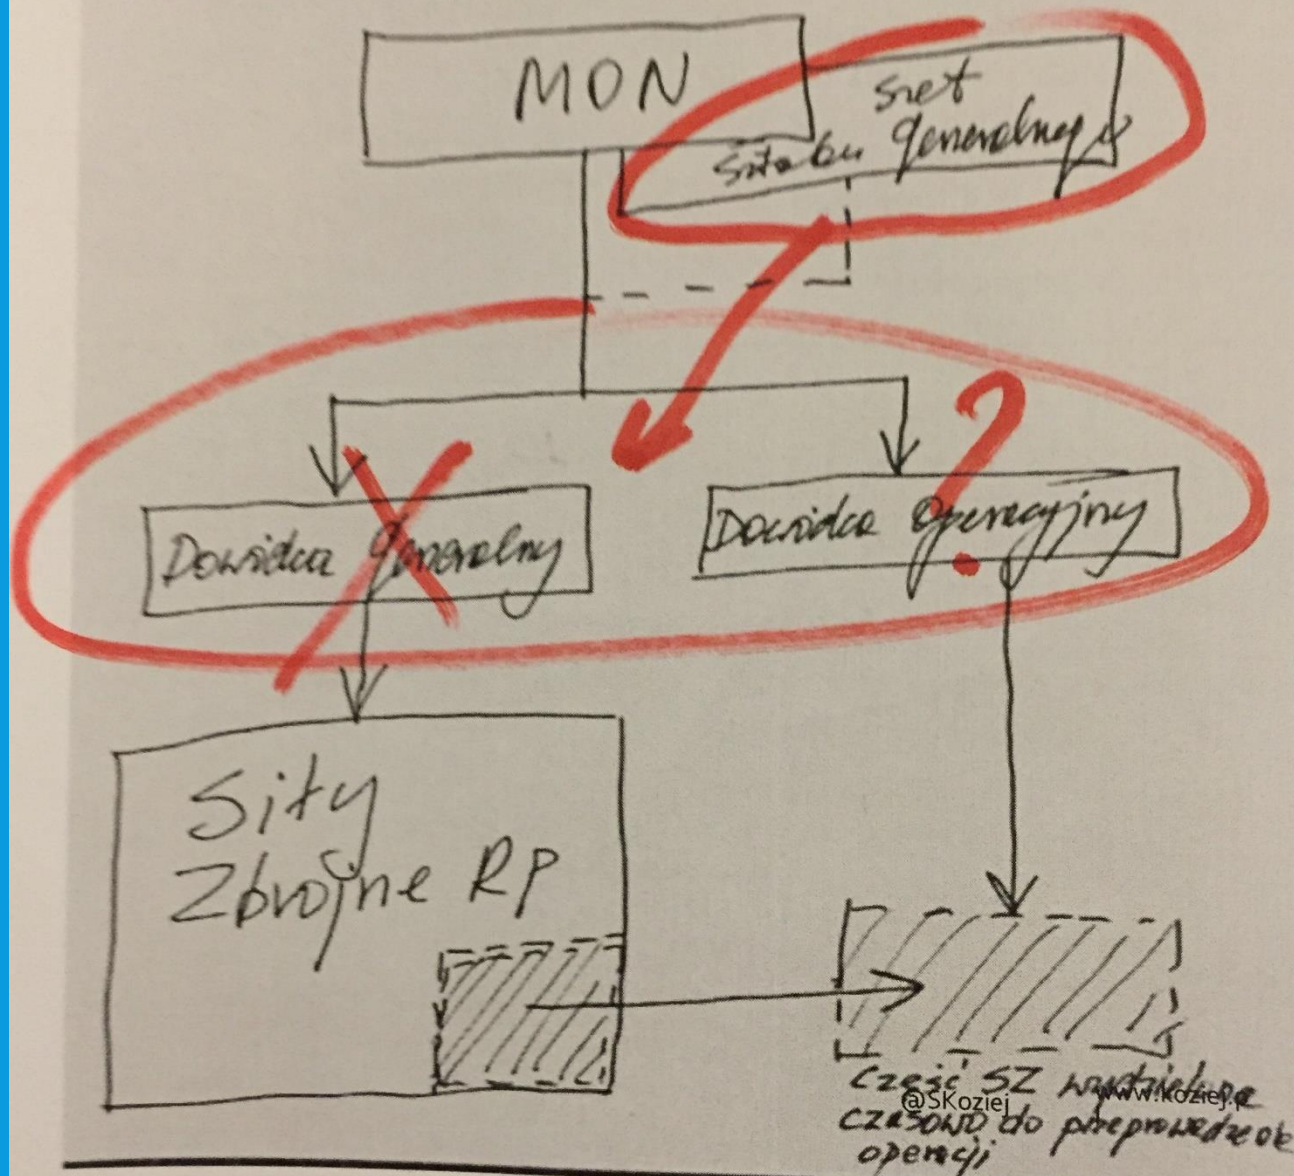 MON
Szef
Sztabu Generalnego
Dowódca Generalny
Dowódca Operacyjny
?
Siły
Zbrojne RP
Część SZ wydzielona
@SKoziej www.koziej.pl
czasowo do przeprowadzenia
operacji